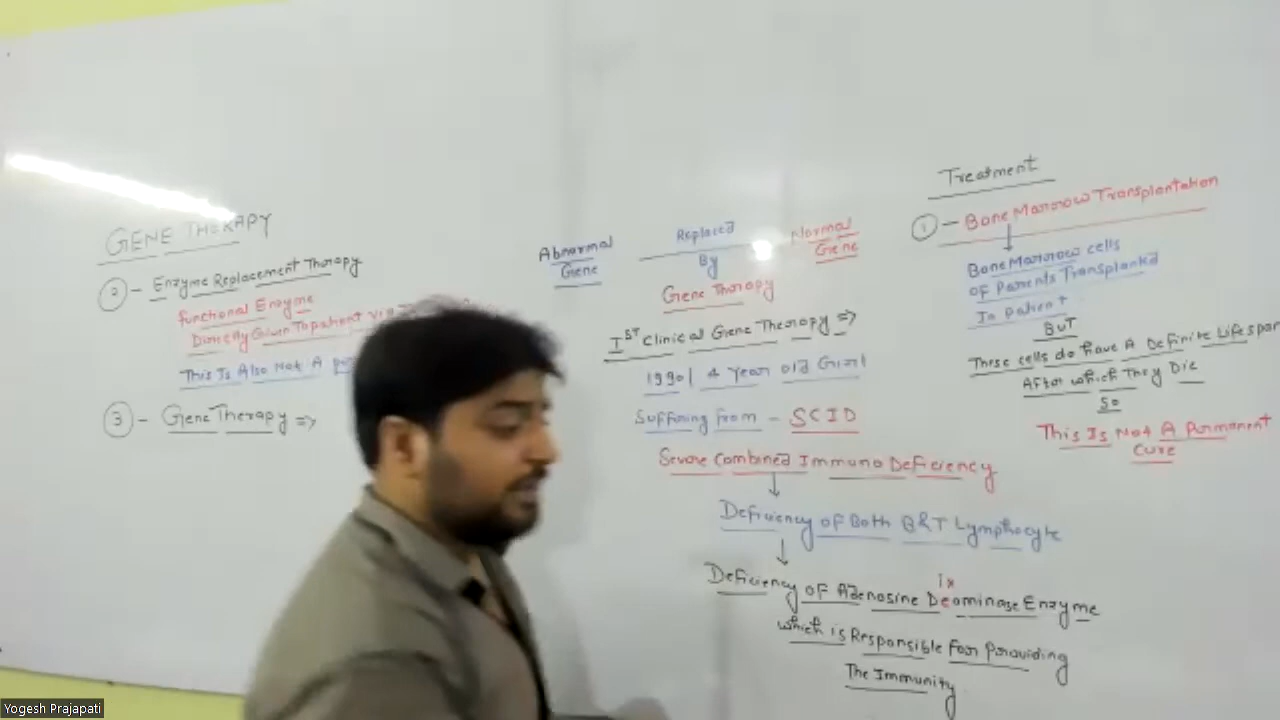 GENE THERAPY
2 - Enzyme Replacement Therapy
functional Enzyme
Directly Given To patient via
This Is Also Not A
3 - Gene Therapy =>
Abnormal Gene
Replaced By
Normal Gene
Gene Therapy
Ist Clinical Gene Therapy =>
1990/ 4 year old Girl
Suffering from - SCID
Severe Combined Immuno Deficiency
↓
Deficiency of Both B&T Lymphocyte
↓
Deficiency of Adenosine Deaminase Enzyme
which is Responsible For Providing
The Immunity
Treatment
1 - Bone Marrow Transplantation
↓
Bone Marrow cells
of Parents Transplanted
In patient
But
These cells do have A Definite Lifespan
After which They Die
So
This Is Not A Permanent
Cure
Yogesh Prajapati